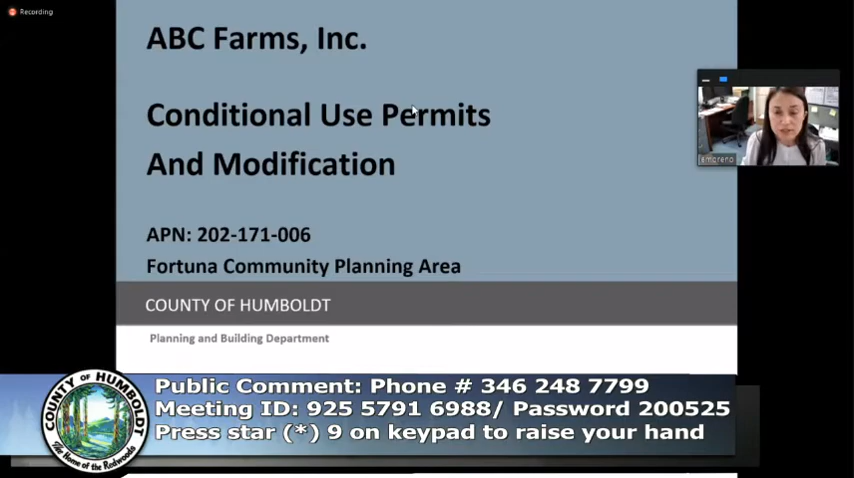 Recording
ABC Farms, Inc.
Conditional Use Permits
And Modification
APN: 202-171-006
Fortuna Community Planning Area
COUNTY OF HUMBOLDT
Planning and Building Department
Public Comment: Phone # 346 248 7799
Meeting ID: 925 5791 6988/ Password 200525
Press star (*) 9 on keypad to raise your hand
COUNTY OF HUMBOLDT
The Home of the Redwoods